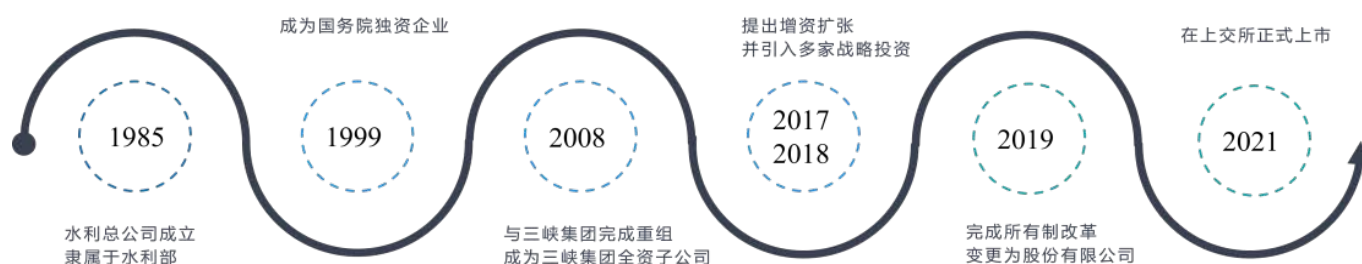 成为国务院独资企业
提出增资扩张
并引入多家战略投资
在上交所正式上市
1985
1999
2008
2017
2018
2019
2021
水利总公司成立
隶属于水利部
与三峡集团完成重组
成为三峡集团全资子公司
完成所有制改革
变更为股份有限公司